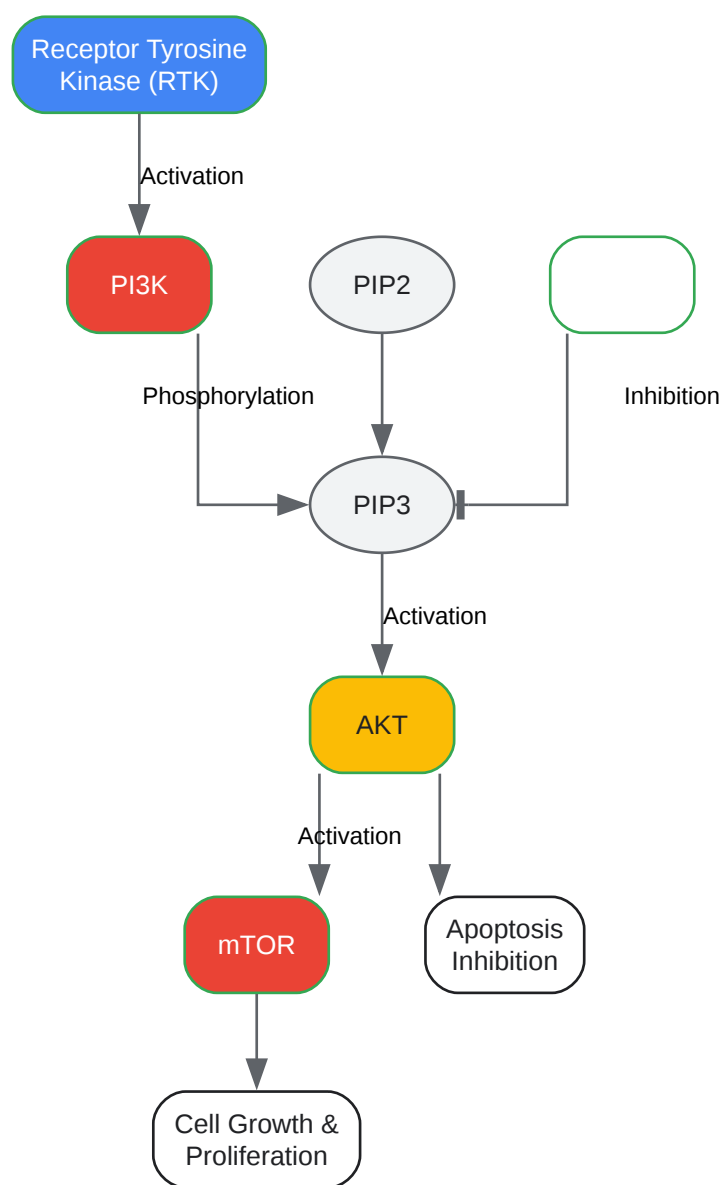 Receptor Tyrosine
Kinase (RTK)
Activation
PI3K
PIP2
Phosphorylation
Inhibition
PIP3
Activation
AKT
Activation
mTOR
Apoptosis
Inhibition
Cell Growth &
Proliferation